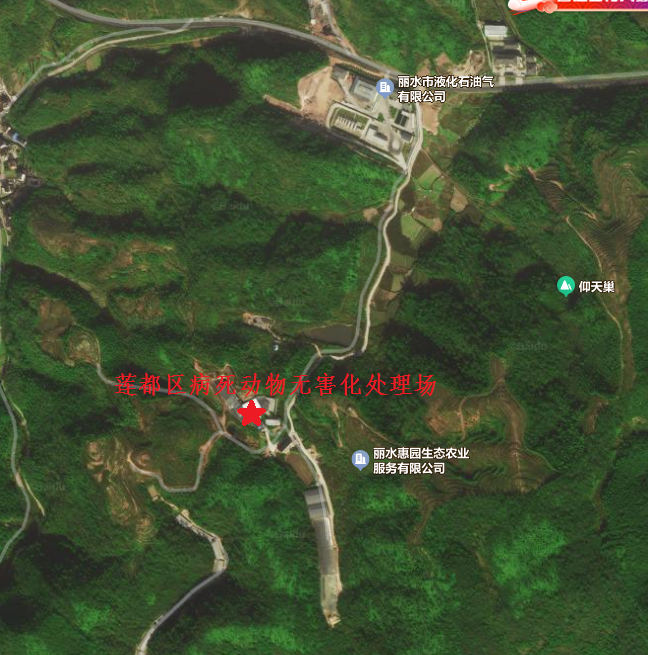 丽水市液化石油气
有限公司
仰天巢
莲都区病死动物无害化处理场
丽水惠园生态农业
服务有限公司